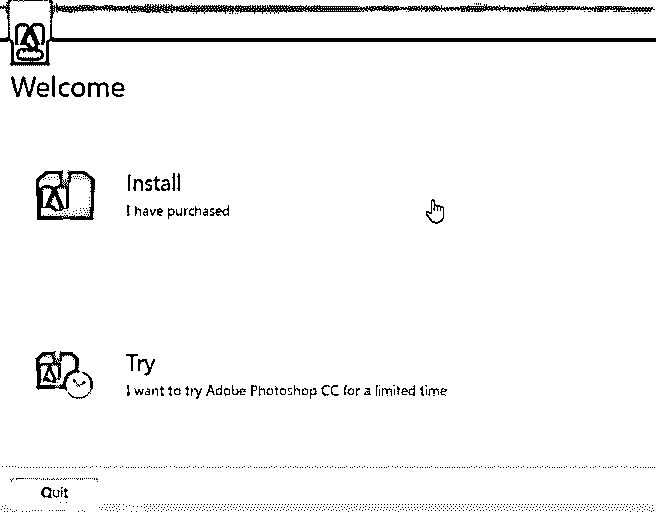 Welcome
Install
I have purchased
Try
I want to try Adobe Photoshop CC for a limited time
Quit